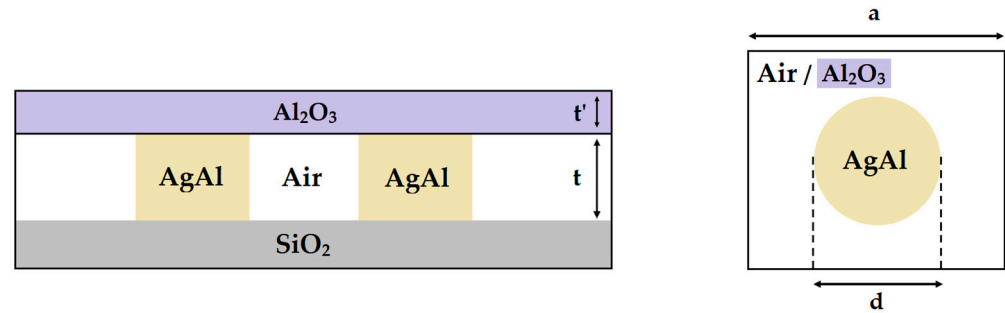 Al₂O₃
t'
AgAl
Air
AgAl
t
SiO₂
a
Air / Al₂O₃
AgAl
d